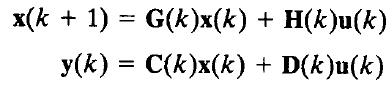 x(k + 1) = G(k)x(k) + H(k)u(k)
y(k) = C(k)x(k) + D(k)u(k)